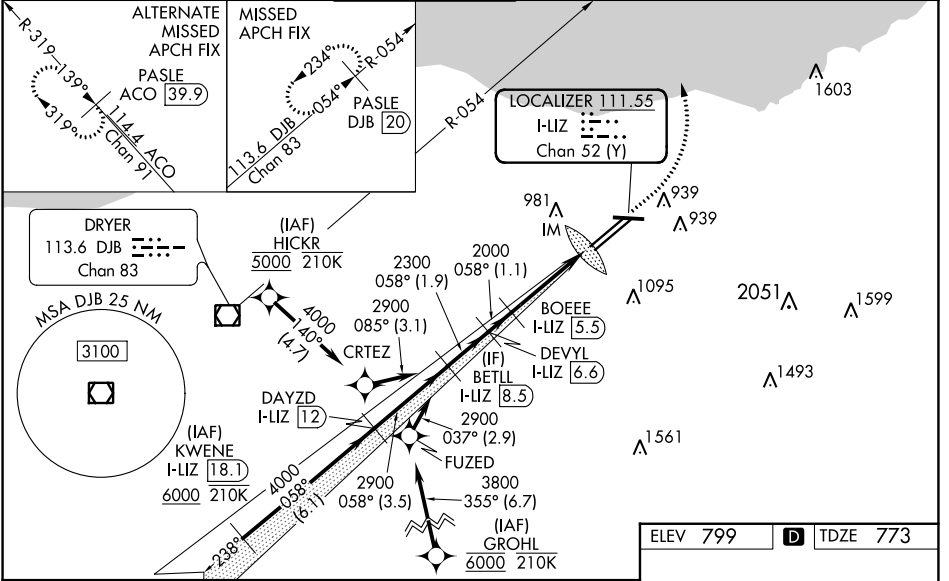 ALTERNATE
MISSED
APCH FIX
R-319
139°
319°
PASLE
ACO 39.9
114.4 ACO
Chan 91
MISSED
APCH FIX
234°
R-054
054°
PASLE
DJB 20
113.6 DJB
Chan 83
R-054
LOCALIZER 111.55
I-LIZ
Chan 52 (Y)
1603
981
IM
939
939
DRYER
113.6 DJB
Chan 83
(IAF)
HICKR
5000 210K
4000
140°
(4.7)
2300
058° (1.9)
2000
058° (1.1)
2900
085° (3.1)
CRTEZ
BOEEE
I-LIZ 5.5
DEVYL
I-LIZ 6.6
(IF)
BETLL
I-LIZ 8.5
1095
2051
1599
1493
1561
MSA DJB 25 NM
3100
DAYZD
I-LIZ 12
2900
037° (2.9)
FUZED
(IAF)
KWENE
I-LIZ 18.1
6000 210K
4000
058°
(6.1)
238°
2900
058° (3.5)
3800
355° (6.7)
(IAF)
GROHL
6000 210K
ELEV 799 D TDZE 773